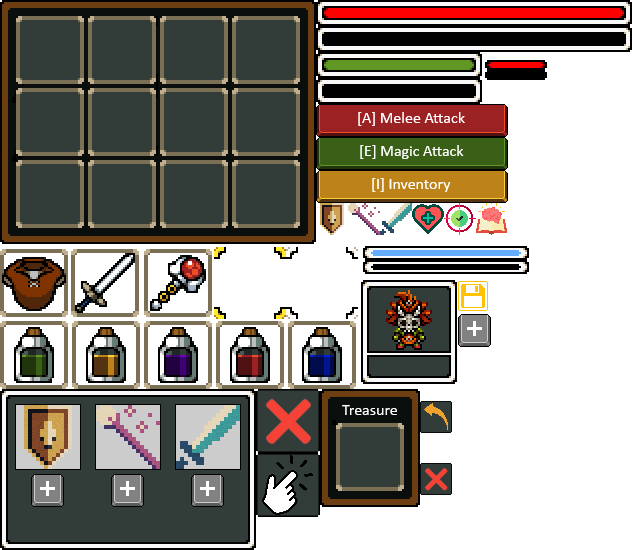 [A] Melee Attack
[E] Magic Attack
[I] Inventory
Treasure